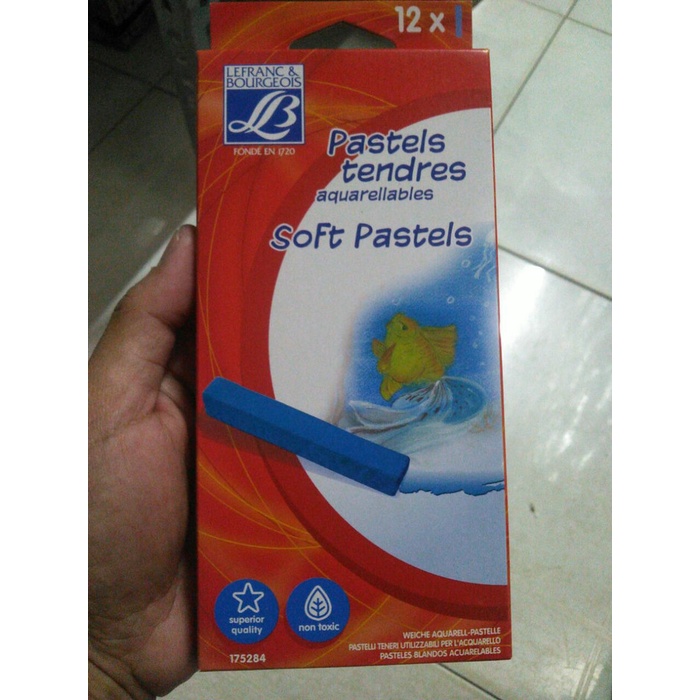 12 x
LEFRANC &
BOURGEOIS
LB
FONDÉ EN 1720
Pastels
tendres
aquarellables
Soft Pastels
superior
quality
non toxic
175284
WEICHE AQUARELL-PASTELLE
PASTELLI TENERI UTILIZZABILI PER L'ACQUARELLO
PASTELES BLANDOS ACUARELABLES